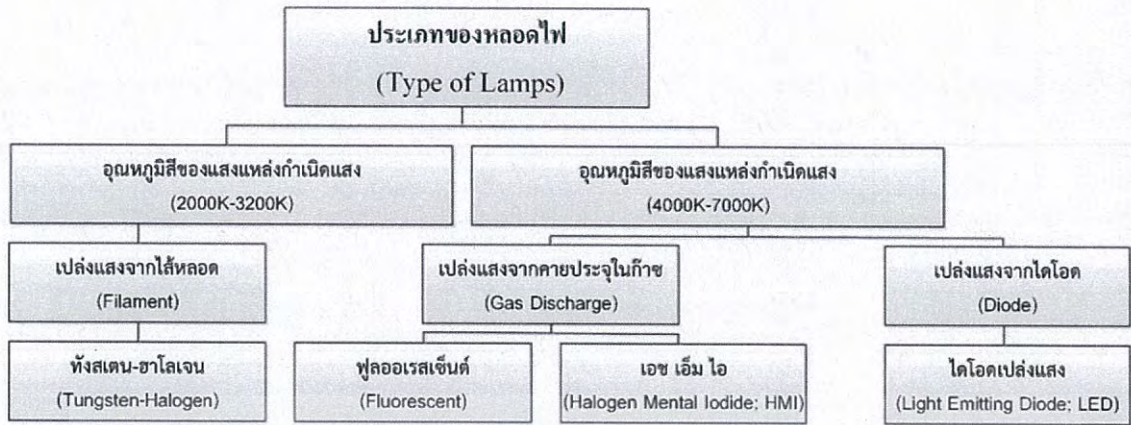 ประเภทของหลอดไฟ
(Type of Lamps)
อุณหภูมิสีของแสงแหล่งกำเนิดแสง
(2000K-3200K)
อุณหภูมิสีของแสงแหล่งกำเนิดแสง
(4000K-7000K)
เปล่งแสงจากไส้หลอด
(Filament)
เปล่งแสงจากคายประจุในก๊าซ
(Gas Discharge)
เปล่งแสงจากไดโอด
(Diode)
ทังสเตน-ฮาโลเจน
(Tungsten-Halogen)
ฟูลออเรสเซ็นต์
(Fluorescent)
เอช เอ็ม ไอ
(Halogen Mental Iodide; HMI)
ไดโอดเปล่งแสง
(Light Emitting Diode; LED)